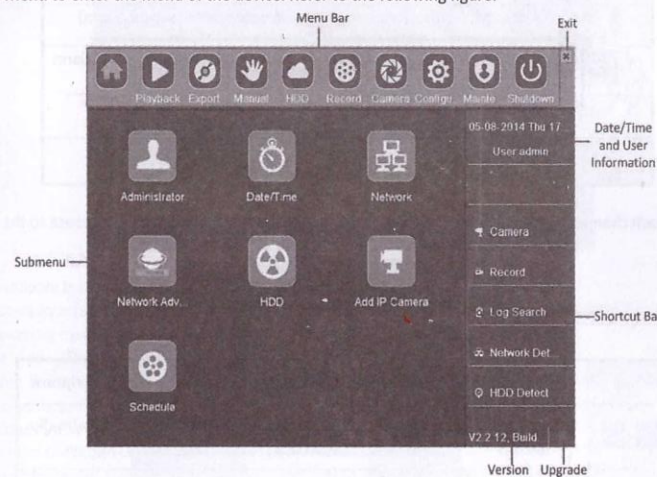 menu to enter the menu of the device. Refer to the following figure.
Menu Bar
Exit
Playback Export Manual HDD Record Camera Configu Mainte Shutdown
05-08-2014 Thu 17
User admin
Date/Time
and User
Information
Administrator
Date/Time
Network
Camera
Submenu
Record
Network Adv...
HDD
Add IP Camera
Log Search
Shortcut Ba
Network Det...
HDD Detect
Schedule
V2.2.12, Build
Version
Upgrade